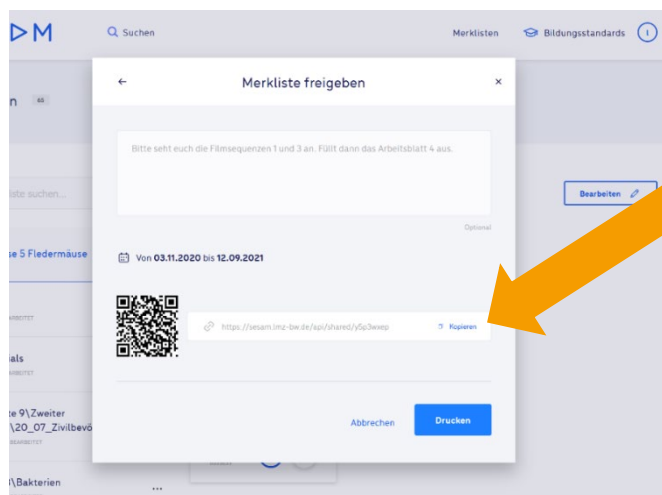 Suchen
Merklisten
Bildungsstandards
Merkliste freigeben
Bitte seht euch die Filmsequenzen 1 und 3 an. Füllt dann das Arbeitsblatt 4 aus.
Optional
iste suchen...
Bearbeiten
se 5 Fledermäuse
Von 03.11.2020 bis 12.09.2021
https://sesam.lmz-bw.de/api/shared/y5p3wxep
Kopieren
ials
te 9\Zweiter
\20_07_Zivilbevö
Abbrechen
Drucken
\Bakterien
...